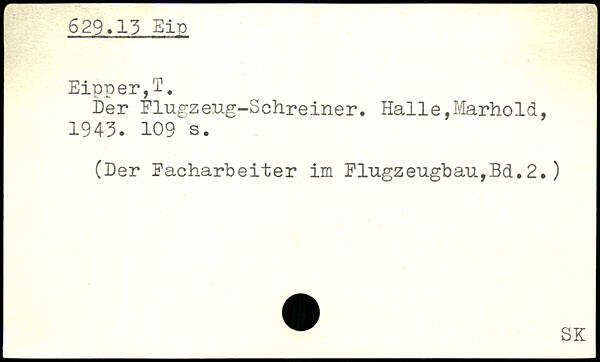 629.13 Eip
Eipper,T.
Der Flugzeug-Schreiner. Halle,Marhold,
1943. 109 s.
(Der Facharbeiter im Flugzeugbau,Bd.2.)
SK